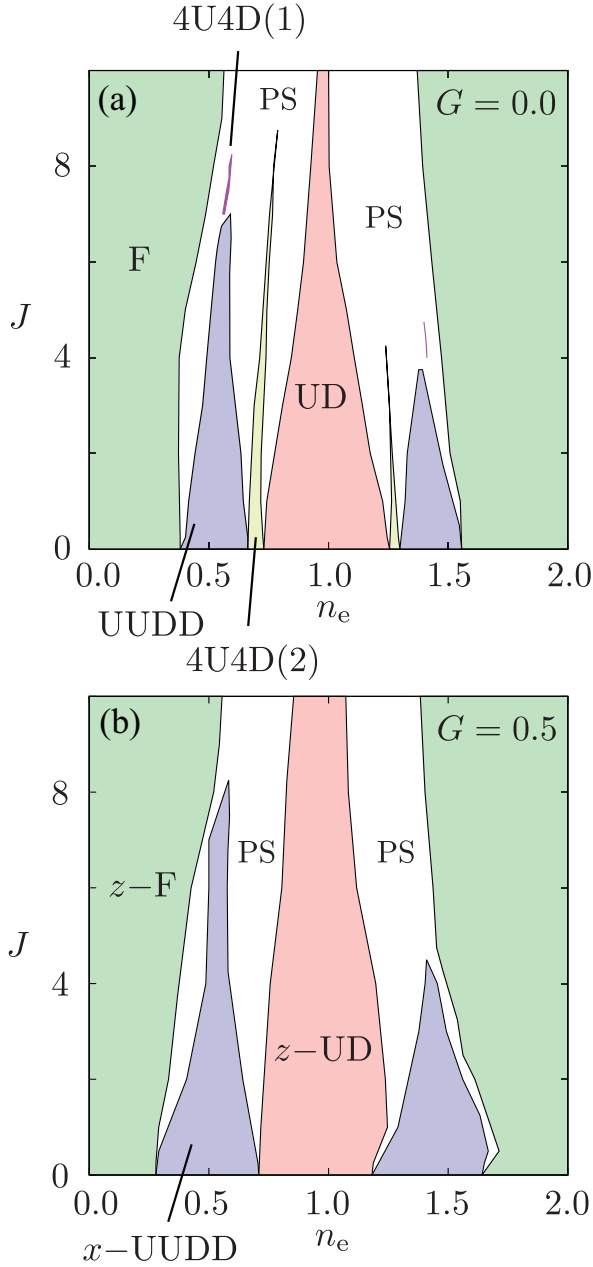 4U4D(1)
(a)
PS
G = 0.0
8
PS
F
J
4
UD
0
0.0 0.5 1.0 1.5 2.0
n_e
UUDD
4U4D(2)
(b)
G = 0.5
8
PS
PS
z−F
J
4
z−UD
0
0.0 0.5 1.0 1.5 2.0
n_e
x−UUDD